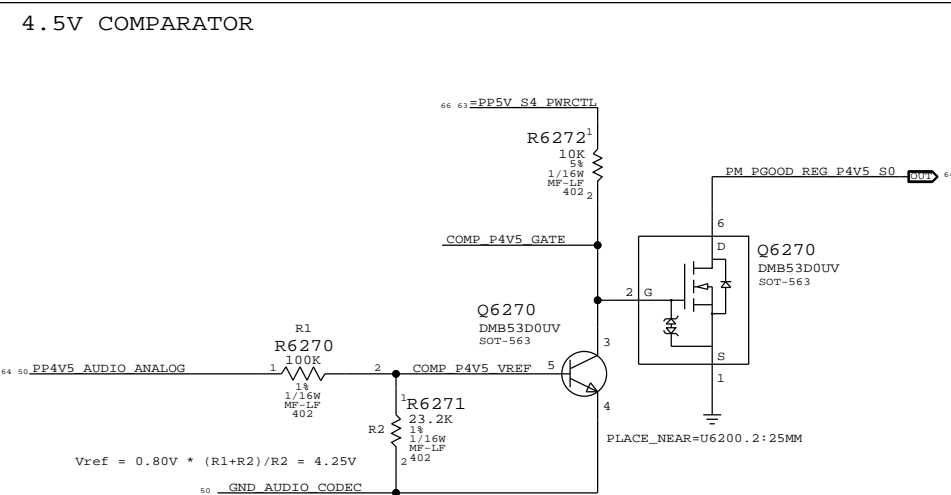 4.5V COMPARATOR
66 63 =PP5V_S4_PWRCTL
1
R6272
10K
5%
1/16W
MF-LF
402
2
PM_PGOOD_REG_P4V5_S0
OUT
64
6
D
COMP_P4V5_GATE
Q6270
DMB53D0UV
SOT-563
2 G
Q6270
DMB53D0UV
SOT-563
R1
R6270
100K
3
S
64 50 PP4V5_AUDIO_ANALOG
1
2
COMP_P4V5_VREF
5
1
1%
1/16W
MF-LF
402
1
R6271
23.2K
R2
1%
1/16W
MF-LF
402
2
4
PLACE_NEAR=U6200.2:25MM
Vref = 0.80V * (R1+R2)/R2 = 4.25V
50 GND_AUDIO_CODEC